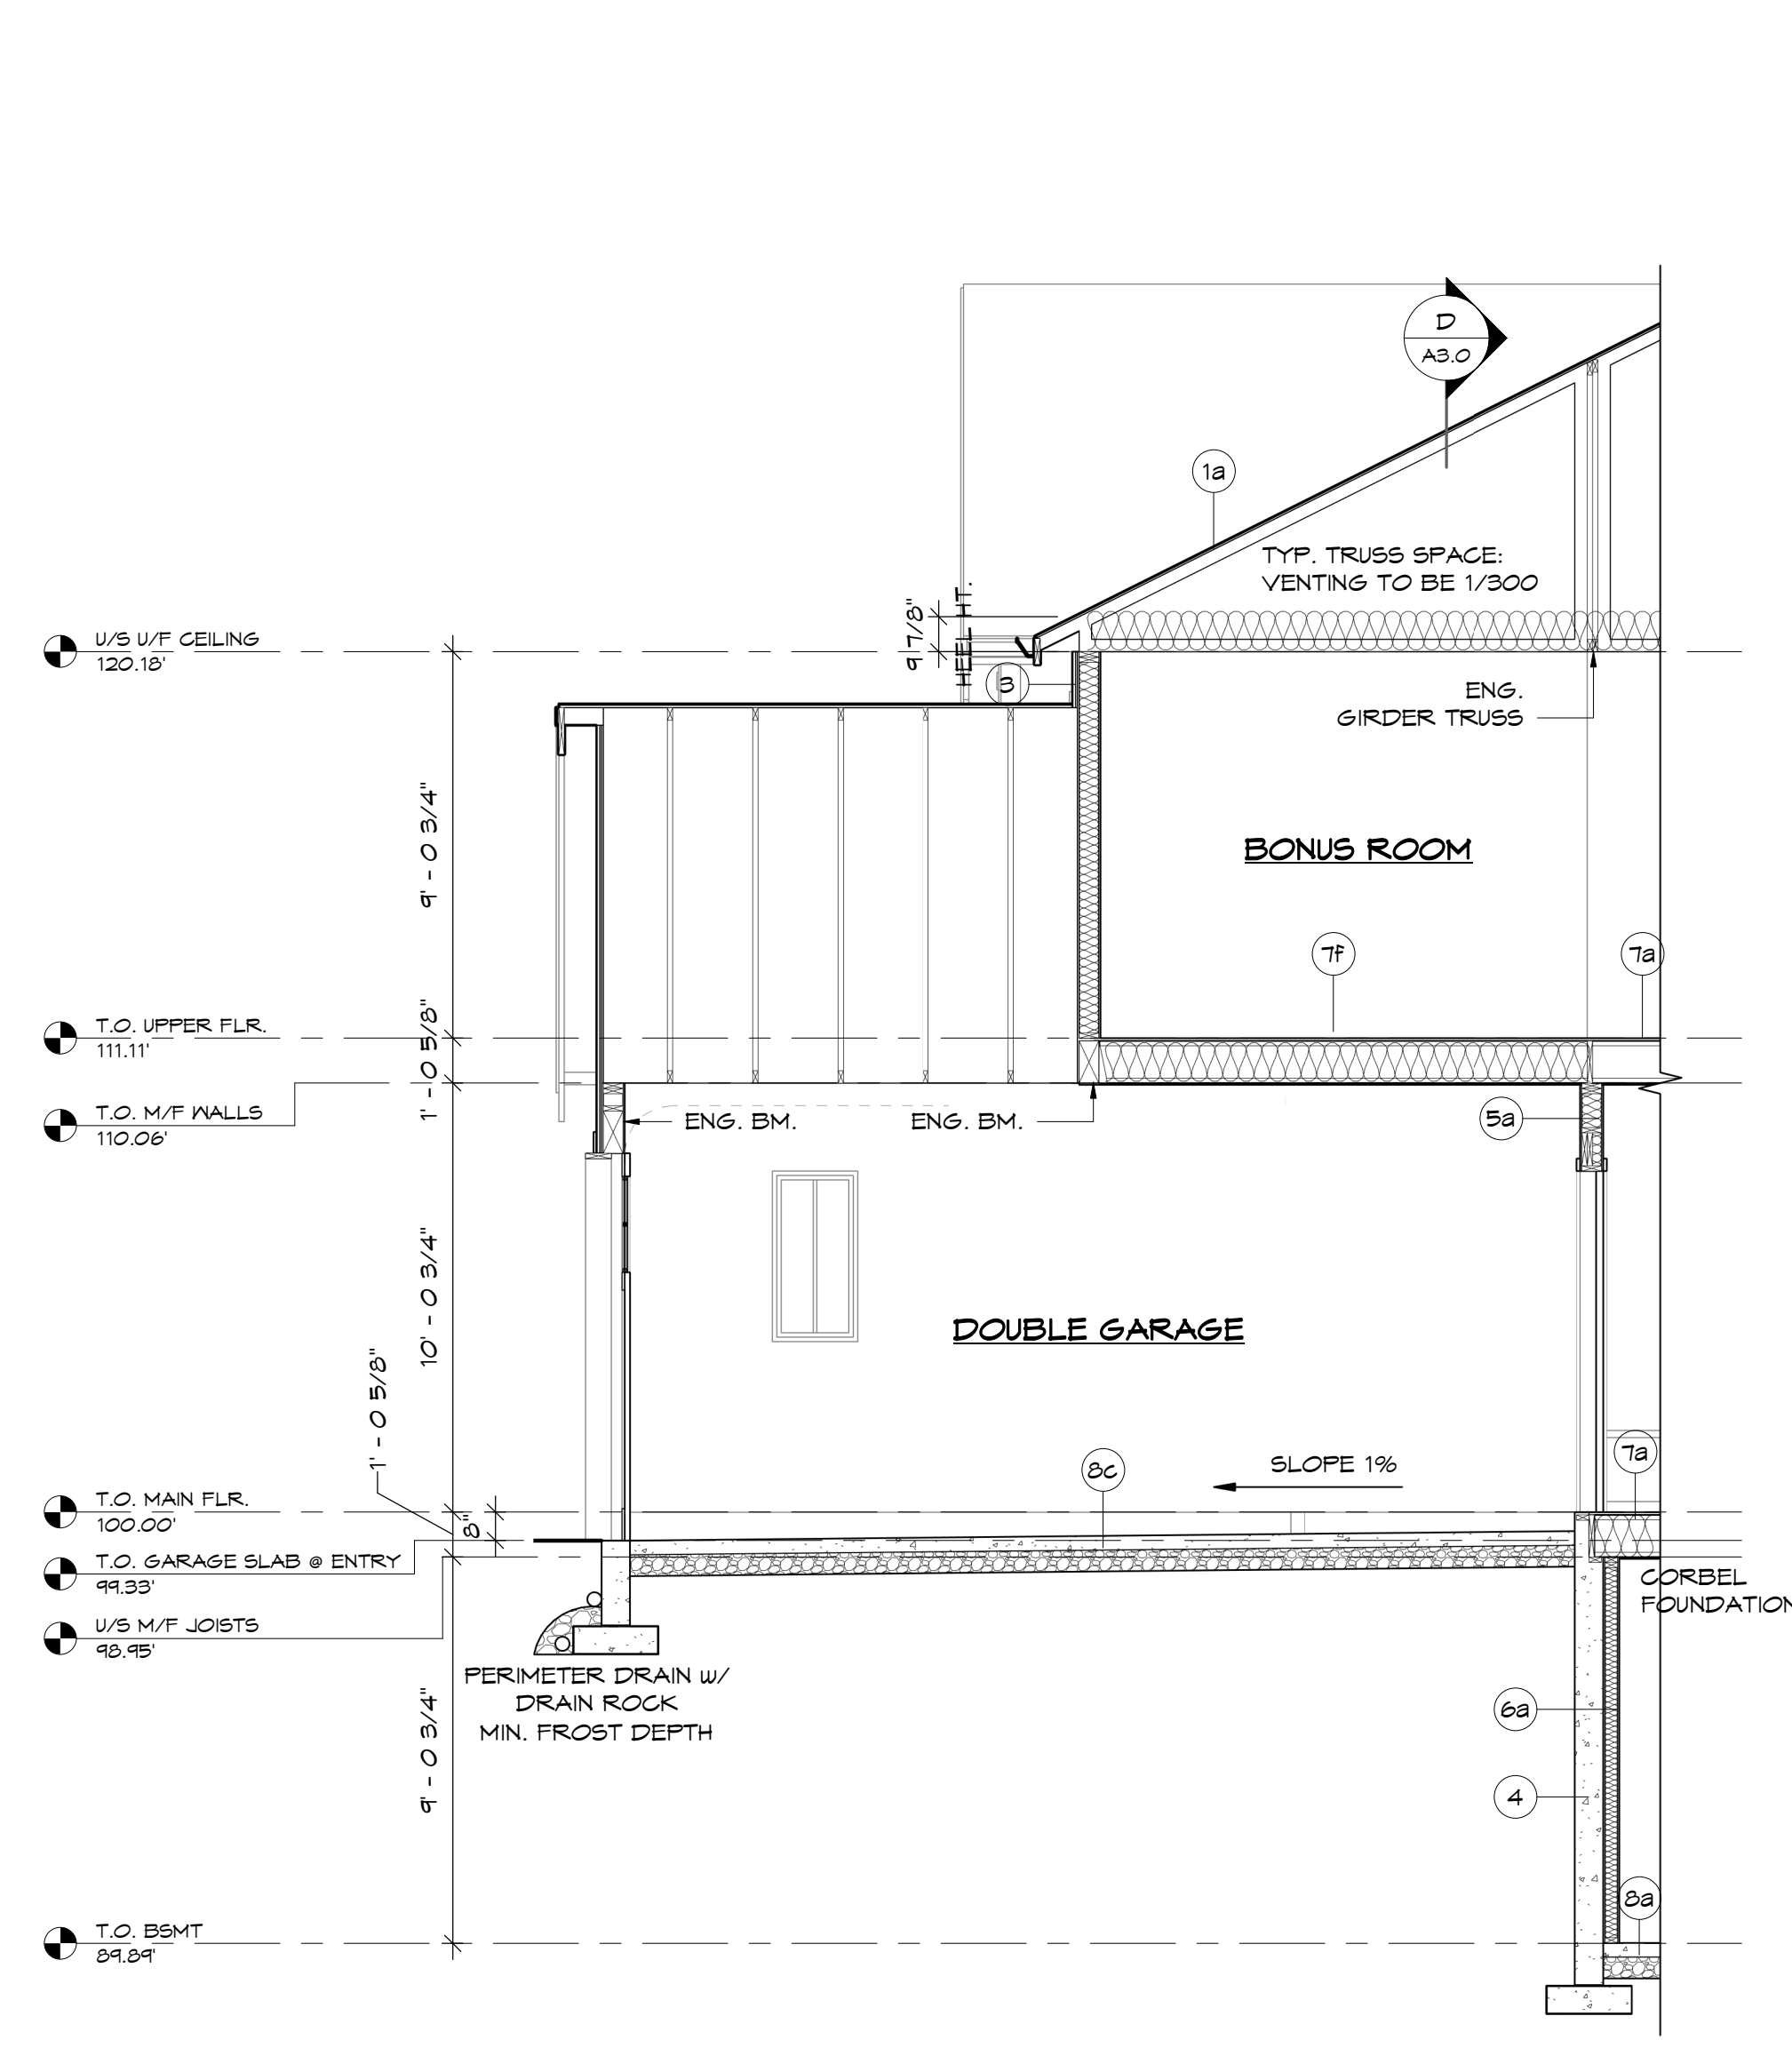 D
A3.0
1a
TYP. TRUSS SPACE:
VENTING TO BE 1/300
9 7/8"
HEEL HT.
U/S U/F CEILING
120.18'
3
ENG.
GIRDER TRUSS
9' - 0 3/4"
BONUS ROOM
7f
7a
T.O. UPPER FLR.
111.11'
1' - 0 5/8"
T.O. M/F WALLS
110.06'
ENG. BM.
ENG. BM.
5a
10' - 0 3/4"
DOUBLE GARAGE
1' - 0 5/8"
8c
SLOPE 1%
7a
T.O. MAIN FLR.
100.00'
8"
T.O. GARAGE SLAB @ ENTRY
99.33'
CORBEL
FOUNDATION
U/S M/F JOISTS
98.95'
PERIMETER DRAIN w/
DRAIN ROCK
MIN. FROST DEPTH
9' - 0 3/4"
6a
4
8a
T.O. BSMT
89.89'